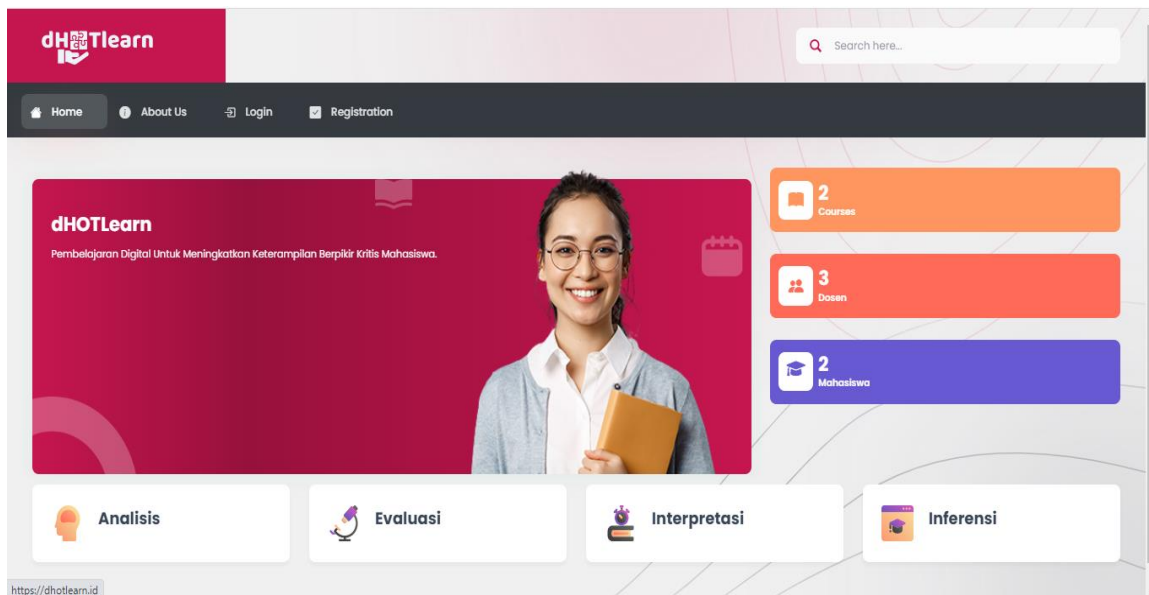 dHOTlearn
Search here...
Home
About Us
Login
Registration
dHOTLearn
Pembelajaran Digital Untuk Meningkatkan Keterampilan Berpikir Kritis Mahasiswa.
2
Courses
3
Dosen
2
Mahasiswa
Analisis
Evaluasi
Interpretasi
Inferensi
https://dhotlearn.id